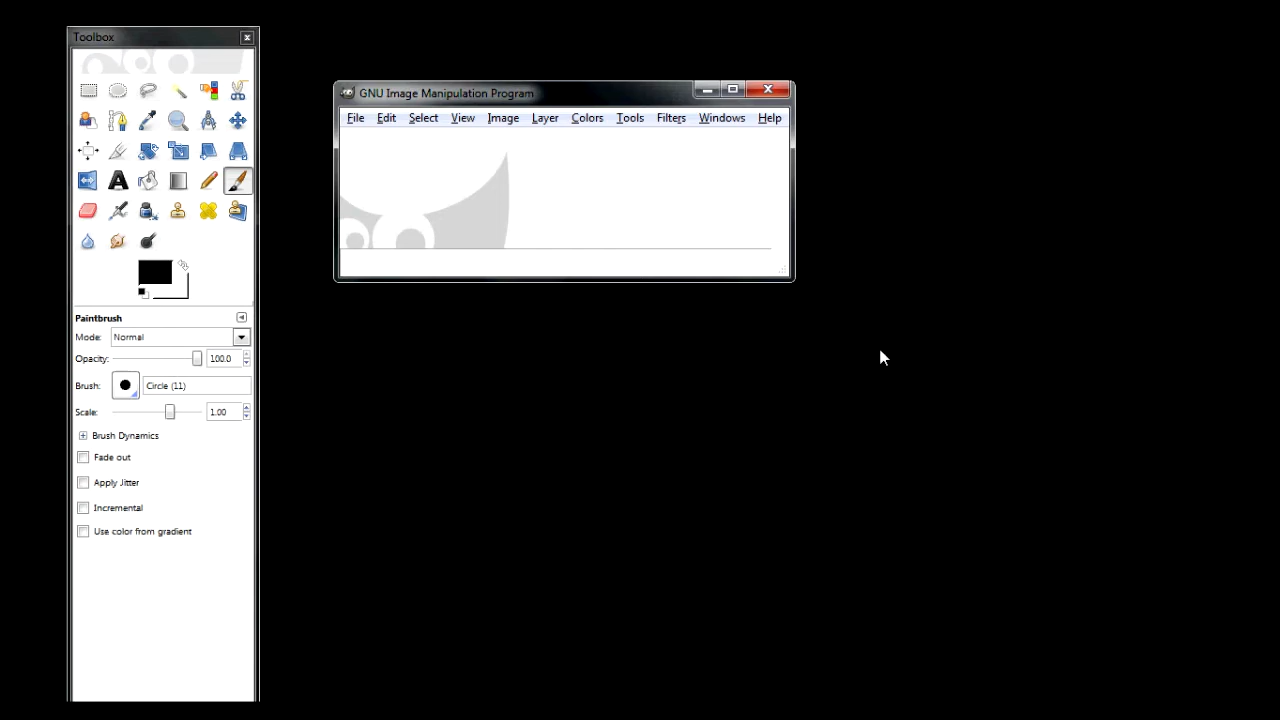 Toolbox
GNU Image Manipulation Program
File Edit Select View Image Layer Colors Tools Filters Windows Help
Paintbrush
Mode: Normal
Opacity: 100.0
Brush: Circle (11)
Scale: 1.00
Brush Dynamics
Fade out
Apply Jitter
Incremental
Use color from gradient